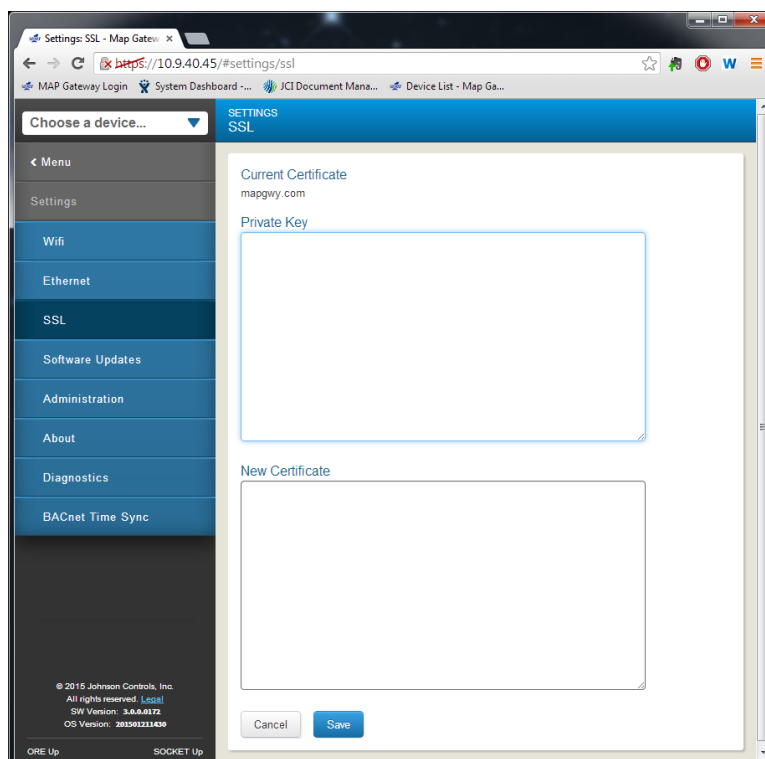 Settings: SSL - Map Gatew
https://10.9.40.45/#settings/ssl
MAP Gateway Login System Dashboard -... JCI Document Mana... Device List - Map Ga...
Choose a device...
SETTINGS
SSL
Menu
Settings
Wifi
Ethernet
SSL
Software Updates
Administration
About
Diagnostics
BACnet Time Sync
Current Certificate
mapgwy.com
Private Key
New Certificate
Cancel
Save
© 2015 Johnson Controls, Inc.
All rights reserved. Legal
SW Version: 3.0.0.0172
OS Version: 201501211430
ORE Up SOCKET Up